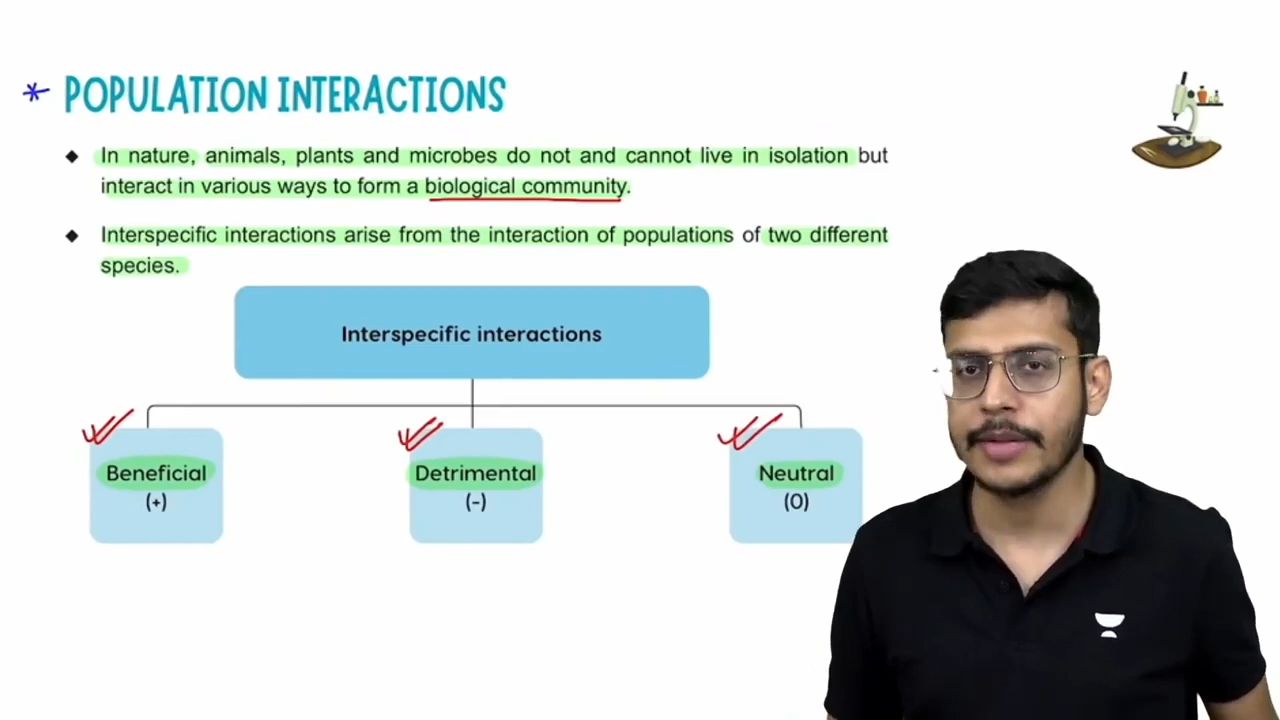 * POPULATION INTERACTIONS
◆ In nature, animals, plants and microbes do not and cannot live in isolation but
interact in various ways to form a biological community.
◆ Interspecific interactions arise from the interaction of populations of two different
species.
Interspecific interactions
Beneficial
(+)
Detrimental
(-)
Neutral
(0)